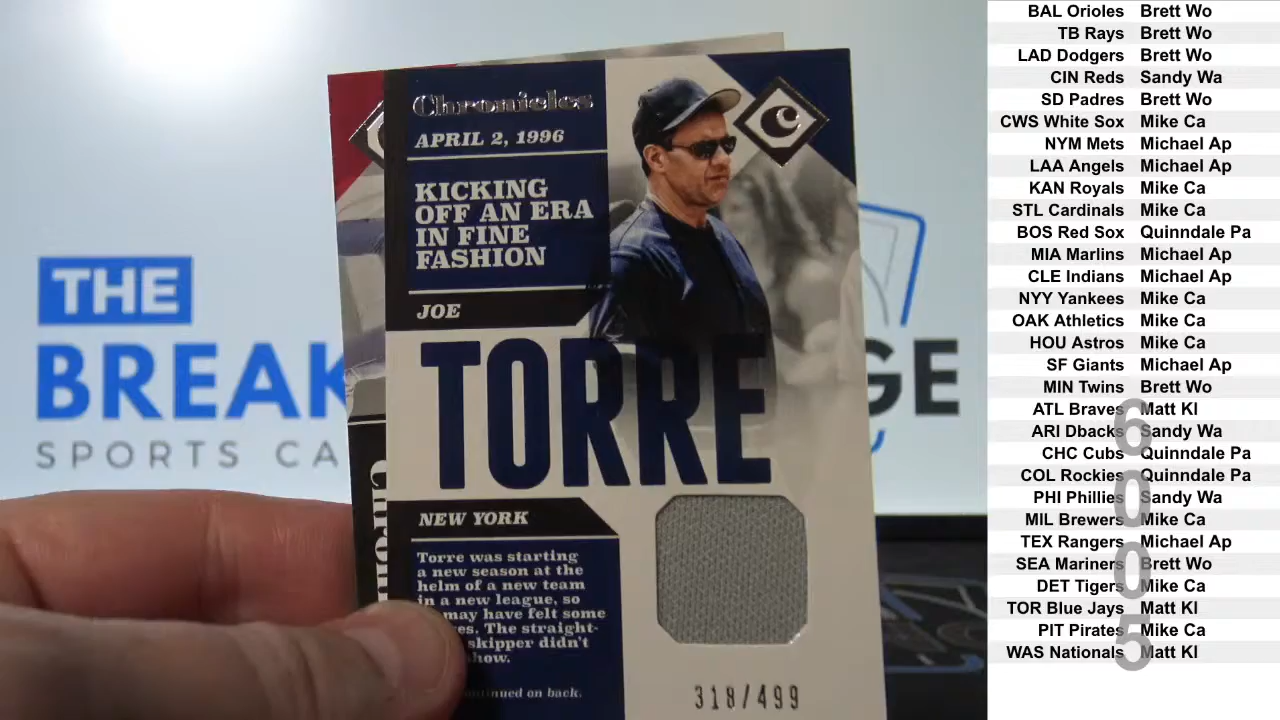 THE
BREAK
GE
SPORTS CA
Chronicles
APRIL 2, 1996
KICKING
OFF AN ERA
IN FINE
FASHION
JOE
TORRE
NEW YORK
Torre was starting
a new season at the
helm of a new team
in a new league, so
may have felt some
The straight-
skipper didn't
show.
on back.
318/499
BAL Orioles Brett Wo
TB Rays Brett Wo
LAD Dodgers Brett Wo
CIN Reds Sandy Wa
SD Padres Brett Wo
CWS White Sox Mike Ca
NYM Mets Michael Ap
LAA Angels Michael Ap
KAN Royals Mike Ca
STL Cardinals Mike Ca
BOS Red Sox Quinndale Pa
MIA Marlins Michael Ap
CLE Indians Michael Ap
NYY Yankees Mike Ca
OAK Athletics Mike Ca
HOU Astros Mike Ca
SF Giants Michael Ap
MIN Twins Brett Wo
ATL Braves Matt Kl
ARI Dbacks Sandy Wa
CHC Cubs Quinndale Pa
COL Rockies Quinndale Pa
PHI Phillies Sandy Wa
MIL Brewers Mike Ca
TEX Rangers Michael Ap
SEA Mariners Brett Wo
DET Tigers Mike Ca
TOR Blue Jays Matt Kl
PIT Pirates Mike Ca
WAS Nationals Matt Kl
6
0
0
5